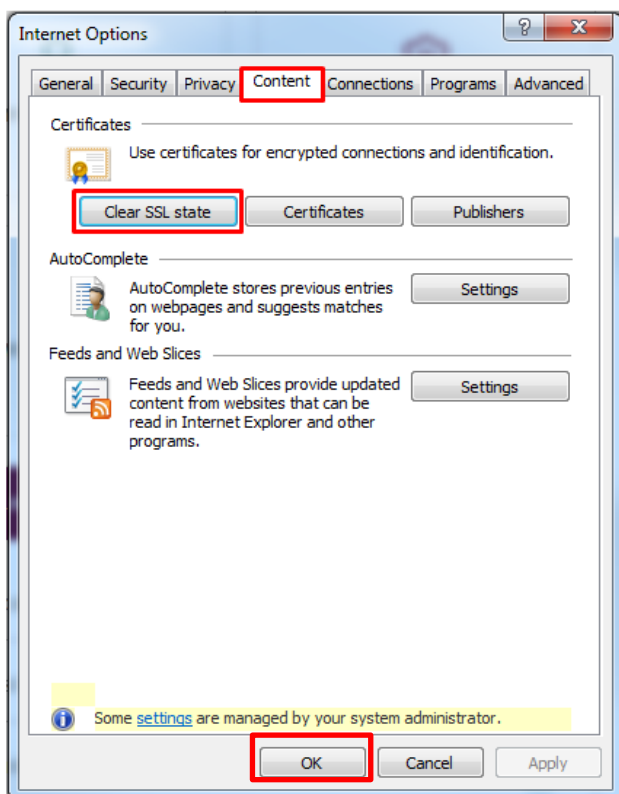 Internet Options
General Security Privacy Content Connections Programs Advanced
Certificates
Use certificates for encrypted connections and identification.
Clear SSL state Certificates Publishers
AutoComplete
AutoComplete stores previous entries
on webpages and suggests matches
for you.
Settings
Feeds and Web Slices
Feeds and Web Slices provide updated
content from websites that can be
read in Internet Explorer and other
programs.
Settings
Some settings are managed by your system administrator.
OK Cancel Apply